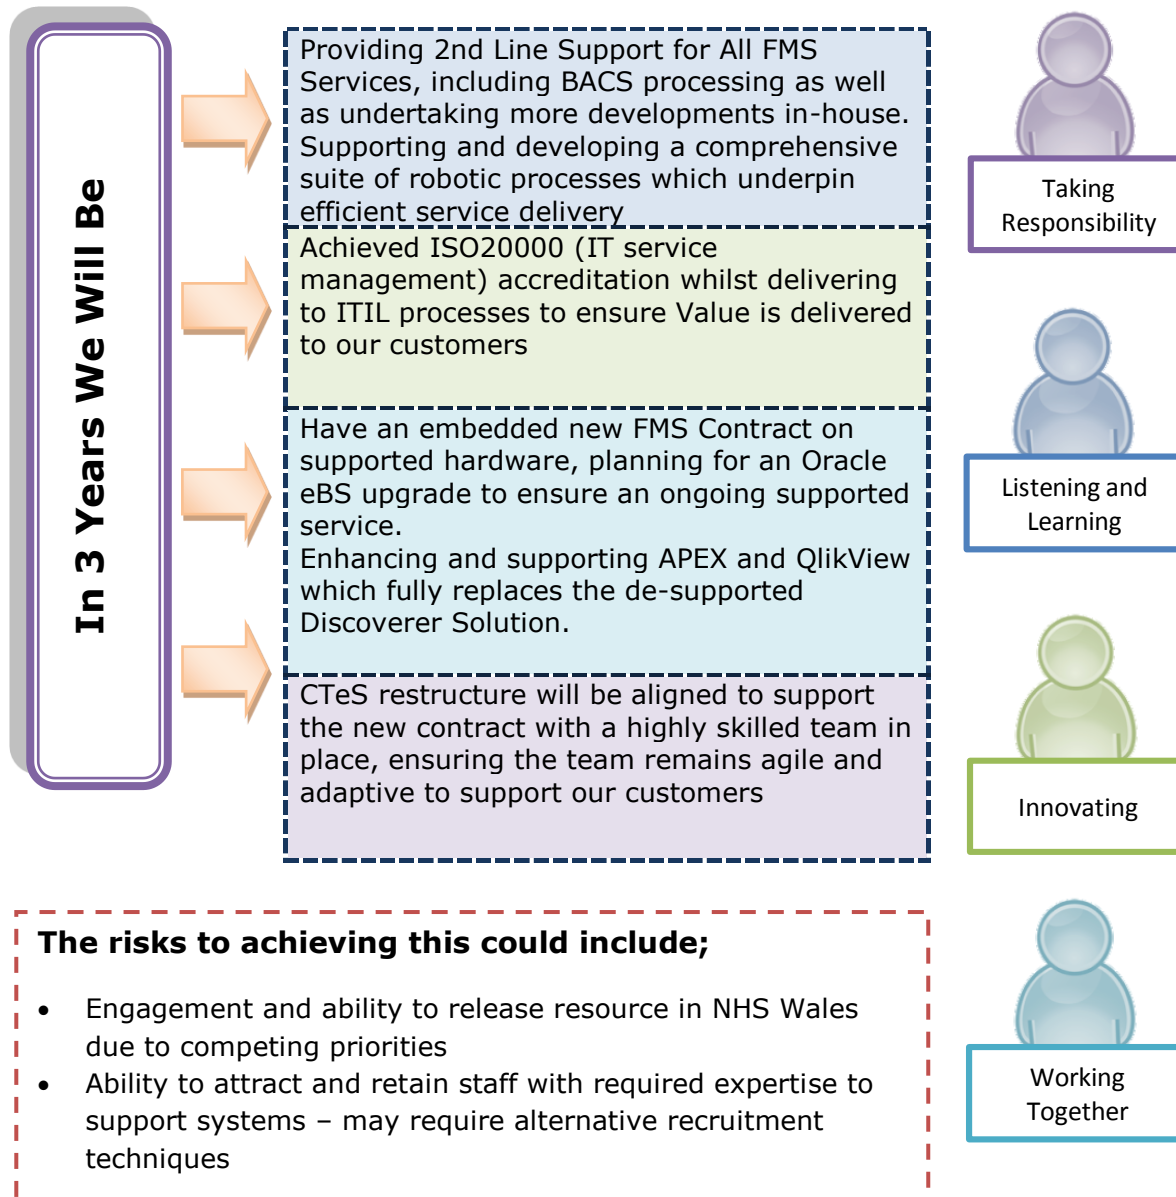 In 3 Years We Will Be
Providing 2nd Line Support for All FMS
Services, including BACS processing as well
as undertaking more developments in-house.
Supporting and developing a comprehensive
suite of robotic processes which underpin
efficient service delivery
Achieved ISO20000 (IT service
management) accreditation whilst delivering
to ITIL processes to ensure Value is delivered
to our customers
Have an embedded new FMS Contract on
supported hardware, planning for an Oracle
eBS upgrade to ensure an ongoing supported
service.
Enhancing and supporting APEX and QlikView
which fully replaces the de-supported
Discoverer Solution.
CTeS restructure will be aligned to support
the new contract with a highly skilled team in
place, ensuring the team remains agile and
adaptive to support our customers
Taking
Responsibility
Listening and
Learning
Innovating
Working
Together
The risks to achieving this could include;
• Engagement and ability to release resource in NHS Wales
due to competing priorities
• Ability to attract and retain staff with required expertise to
support systems – may require alternative recruitment
techniques